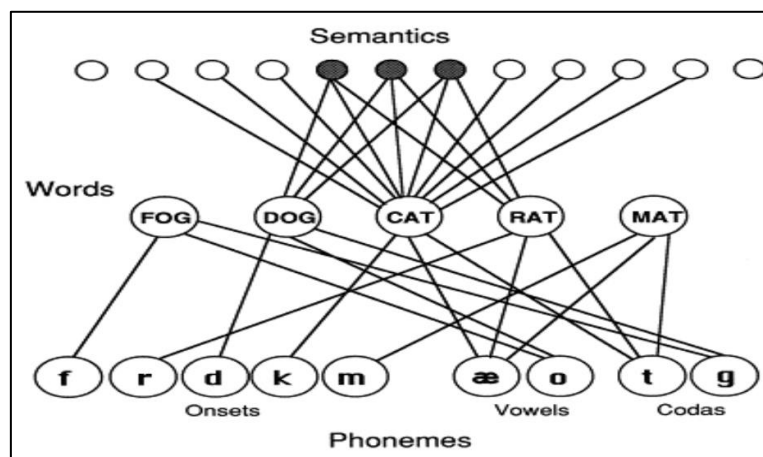 Semantics
Words
FOG DOG CAT RAT MAT
f r d k m æ o t g
Onsets Vowels Codas
Phonemes